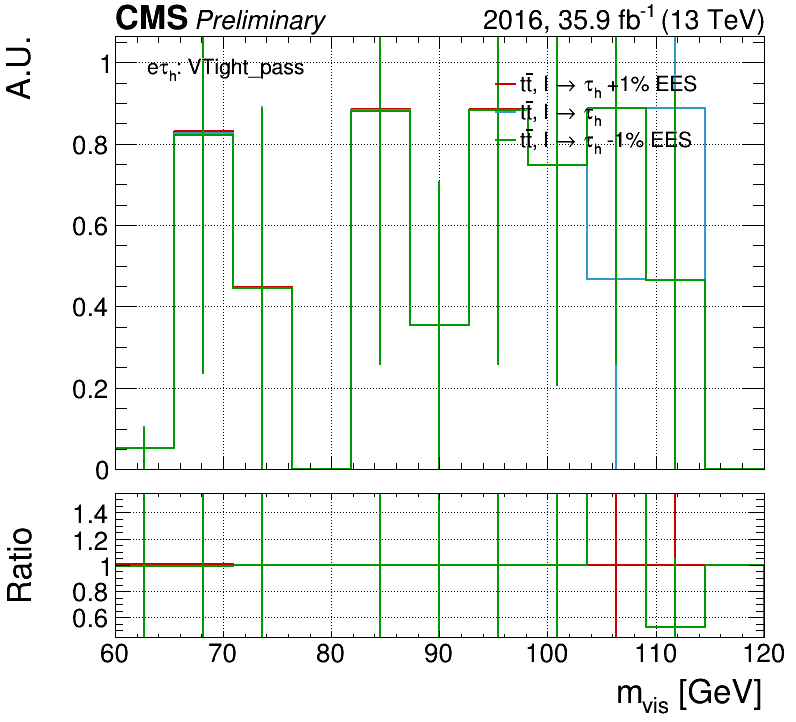 CMS Preliminary 2016, 35.9 fb⁻¹ (13 TeV)
A.U.
eτₕ: VTight_pass
tt̄, l → τₕ +1% EES
tt̄, l → τₕ
tt̄, l → τₕ -1% EES
1
0.8
0.6
0.4
0.2
0
Ratio
1.4
1.2
1
0.8
0.6
60 70 80 90 100 110 120
m_vis [GeV]